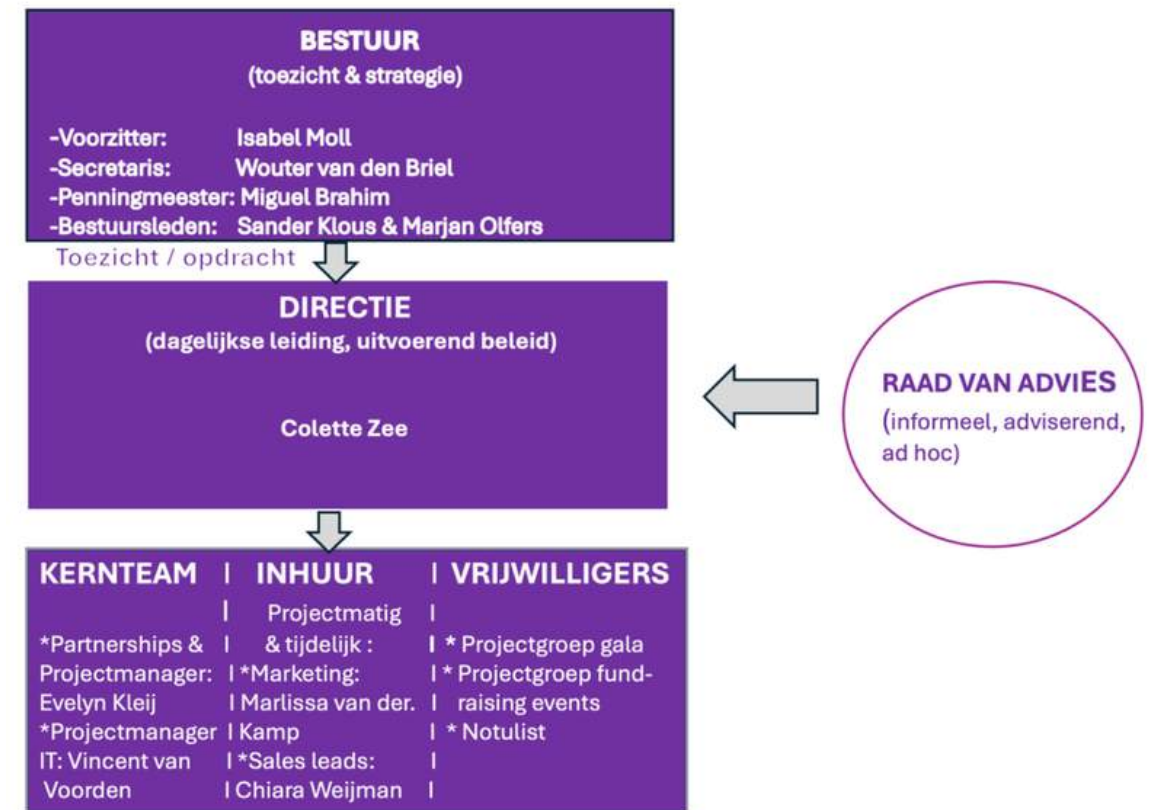 BESTUUR
(toezicht & strategie)
-Voorzitter: Isabel Moll
-Secretaris: Wouter van den Briel
-Penningmeester: Miguel Brahim
-Bestuursleden: Sander Klous & Marjan Olfers
Toezicht / opdracht
DIRECTIE
(dagelijkse leiding, uitvoerend beleid)
Colette Zee
RAAD VAN ADVIES
(informeel, adviserend,
ad hoc)
KERNTEAM
*Partnerships &
Projectmanager:
Evelyn Kleij
*Projectmanager
IT: Vincent van
Voorden
INHUUR
Projectmatig
& tijdelijk :
*Marketing:
Marlissa van der.
Kamp
*Sales leads:
Chiara Weijman
VRIJWILLIGERS
* Projectgroep gala
* Projectgroep fund-
raising events
* Notulist